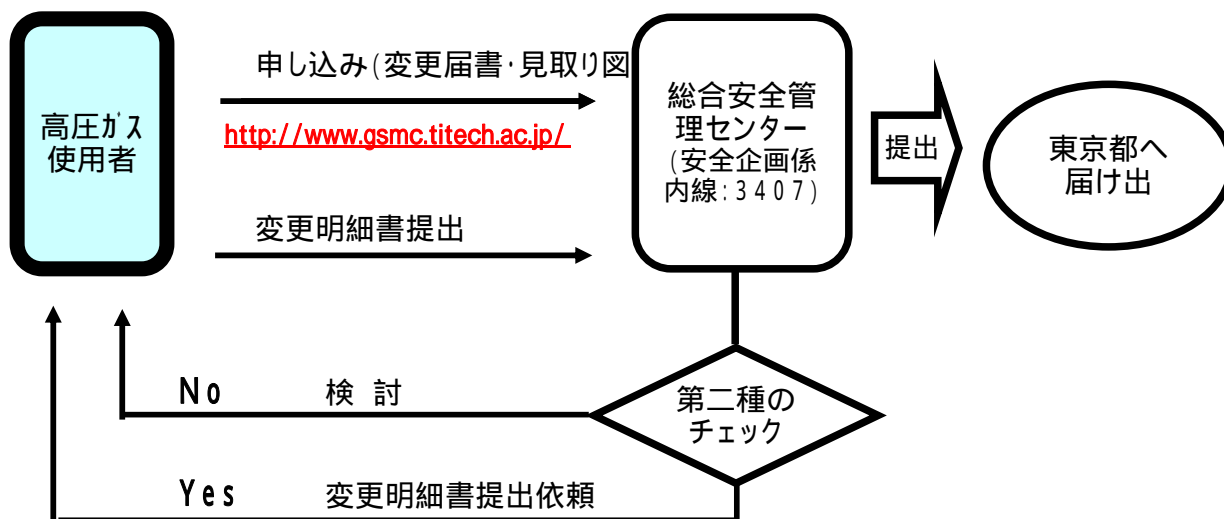 申し込み(変更届書・見取り図
http://www.gsmc.titech.ac.jp/
高圧ガス
使用者
総合安全管
理センター
(安全企画係
内線:3407)
提出
東京都へ
届け出
変更明細書提出
No 検 討
第二種の
チェック
Yes 変更明細書提出依頼